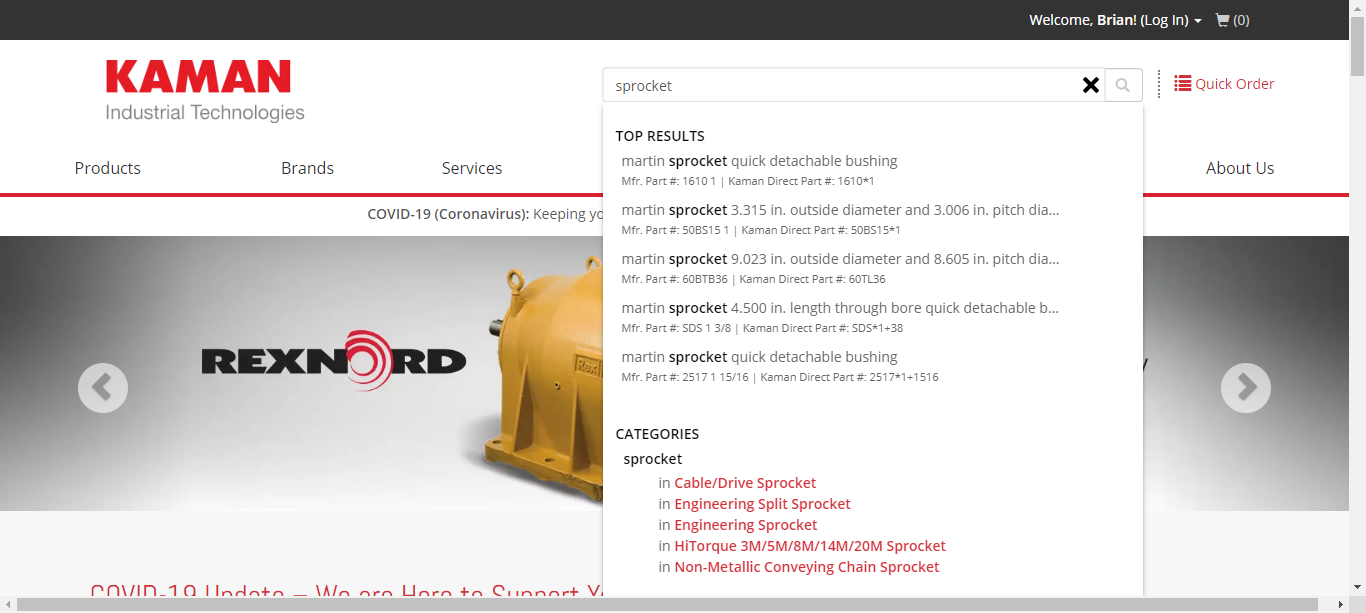 Welcome, Brian! (Log In) (0)
KAMAN
Industrial Technologies
sprocket
Quick Order
Products Brands Services About Us
COVID-19 (Coronavirus): Keeping
TOP RESULTS
martin sprocket quick detachable bushing
Mfr. Part #: 1610 1 | Kaman Direct Part #: 1610*1
martin sprocket 3.315 in. outside diameter and 3.006 in. pitch dia...
Mfr. Part #: 50BS15 1 | Kaman Direct Part #: 50BS15*1
martin sprocket 9.023 in. outside diameter and 8.605 in. pitch dia...
Mfr. Part #: 60BTB36 | Kaman Direct Part #: 60TL36
martin sprocket 4.500 in. length through bore quick detachable b...
Mfr. Part #: SDS 1 3/8 | Kaman Direct Part #: SDS*1+38
martin sprocket quick detachable bushing
Mfr. Part #: 2517 1 15/16 | Kaman Direct Part #: 2517*1+1516
REXNORD
CATEGORIES
sprocket
in Cable/Drive Sprocket
in Engineering Split Sprocket
in Engineering Sprocket
in HiTorque 3M/5M/8M/14M/20M Sprocket
in Non-Metallic Conveying Chain Sprocket
COVID-19 Update – We are Here to Support